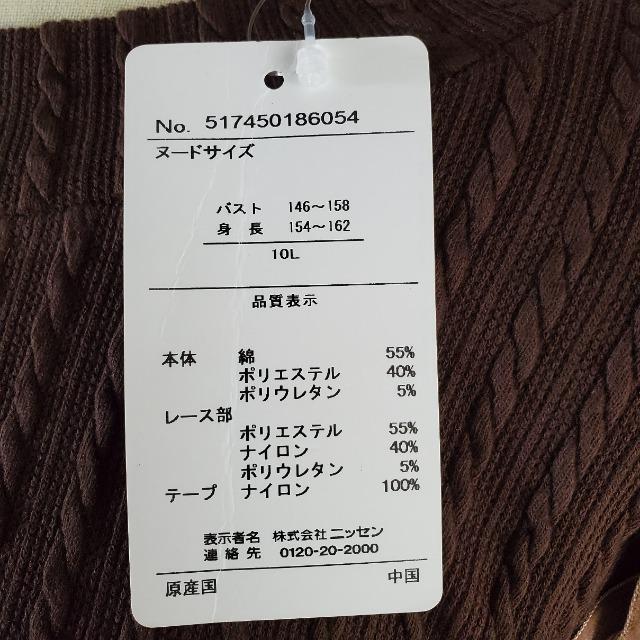 No. 517450186054
ヌードサイズ
バスト 146～158
身長 154～162
10L
品質表示
本体 綿 55%
ポリエステル 40%
ポリウレタン 5%
レース部
ポリエステル 55%
ナイロン 40%
ポリウレタン 5%
テープ ナイロン 100%
表示者名 株式会社ニッセン
連絡先 0120-20-2000
原産国 中国